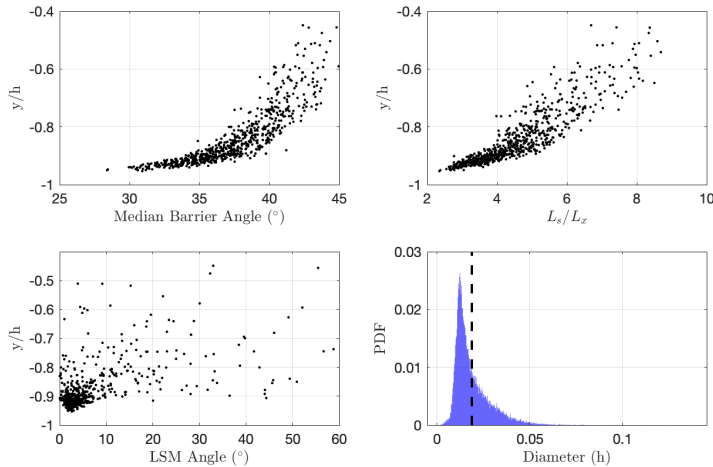 -0.4
-0.6
-0.8
-1
y/h
25 30 35 40 45
Median Barrier Angle (°)
-0.4
-0.6
-0.8
-1
y/h
2 4 6 8 10
L_s/L_x
-0.5
-0.6
-0.7
-0.8
-0.9
-1
y/h
0 10 20 30 40 50 60
LSM Angle (°)
0.03
0.02
0.01
0
PDF
0 0.05 0.1
Diameter (h)